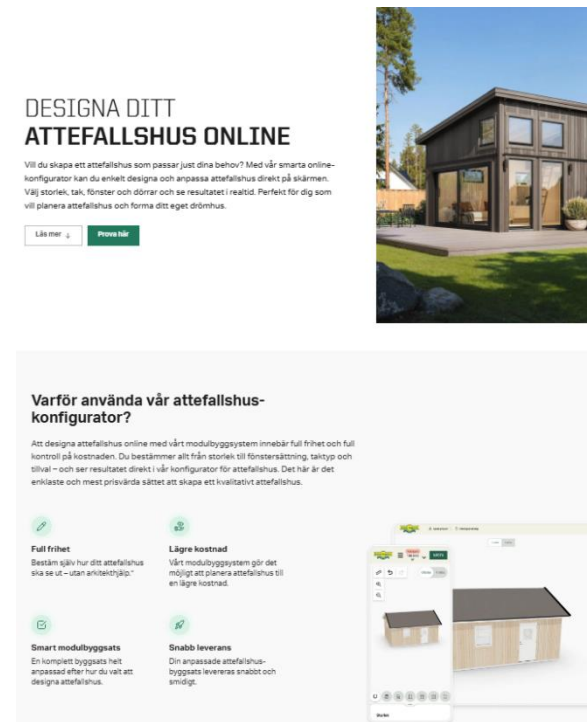 DESIGNA DITT
ATTEFALLSHUS ONLINE
Vill du skapa ett attefallshus som passar just dina behov? Med vår smarta online-
konfigurator kan du enkelt designa och anpassa attefallshus direkt på skärmen.
Välj storlek, tak, fönster och dörrar och se resultatet i realtid. Perfekt för dig som
vill planera attefallshus och forma ditt eget drömhus.
Läs mer ↓
Prova här
Varför använda vår attefallshus-
konfigurator?
Att designa attefallshus online med vårt modulbyggsystem innebär full frihet och full
kontroll på kostnaden. Du bestämmer allt från storlek till fönstersättning, taktyp och
tillval – och ser resultatet direkt i vår konfigurator för attefallshus. Det här är det
enklaste och mest prisvärda sättet att skapa ett kvalitativt attefallshus.
Full frihet
Bestäm själv hur ditt attefallshus
ska se ut – utan arkitekthjälp.*
Lägre kostnad
Vårt modulbyggsystem gör det
möjligt att planera attefallshus till
en lägre kostnad.
Smart modulbyggsats
En komplett byggsats helt
anpassad efter hur du valt att
designa attefallshus.
Snabb leverans
Din anpassade attefallshus-
byggsats levereras snabbt och
smidigt.